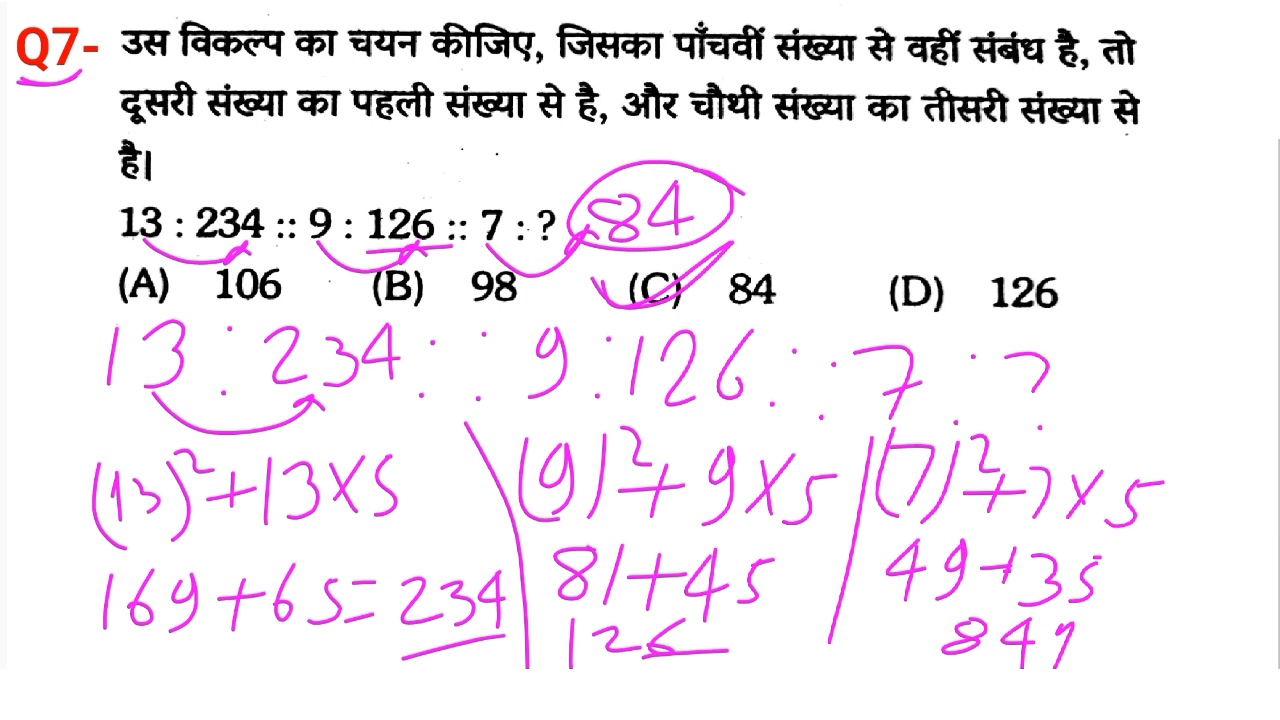 Q7- उस विकल्प का चयन कीजिए, जिसका पाँचवीं संख्या से वहीं संबंध है, तो
दूसरी संख्या का पहली संख्या से है, और चौथी संख्या का तीसरी संख्या से
है।
13 : 234 :: 9 : 126 :: 7 : ? 84
(A) 106 (B) 98 (C) 84 (D) 126
13 : 234 :: 9 : 126 :: 7 : ?
(13)²+13×5 (9)²+9×5 (7)²+7×5
169+65=234 81+45 49+35
126 84